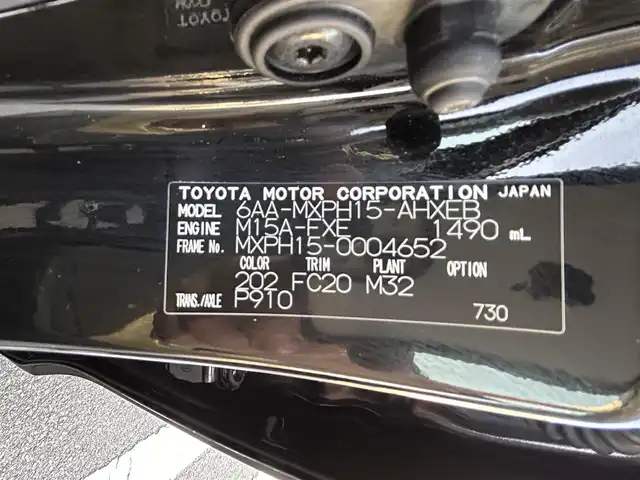 TOYOTA MOTOR CORPORATION JAPAN
MODEL 6AA-MXPH15-AHXEB
ENGINE M15A-FXE 1490 mL
FRAME No. MXPH15-0004652
COLOR TRIM PLANT OPTION
202 FC20 M32
TRANS./AXLE P910
730